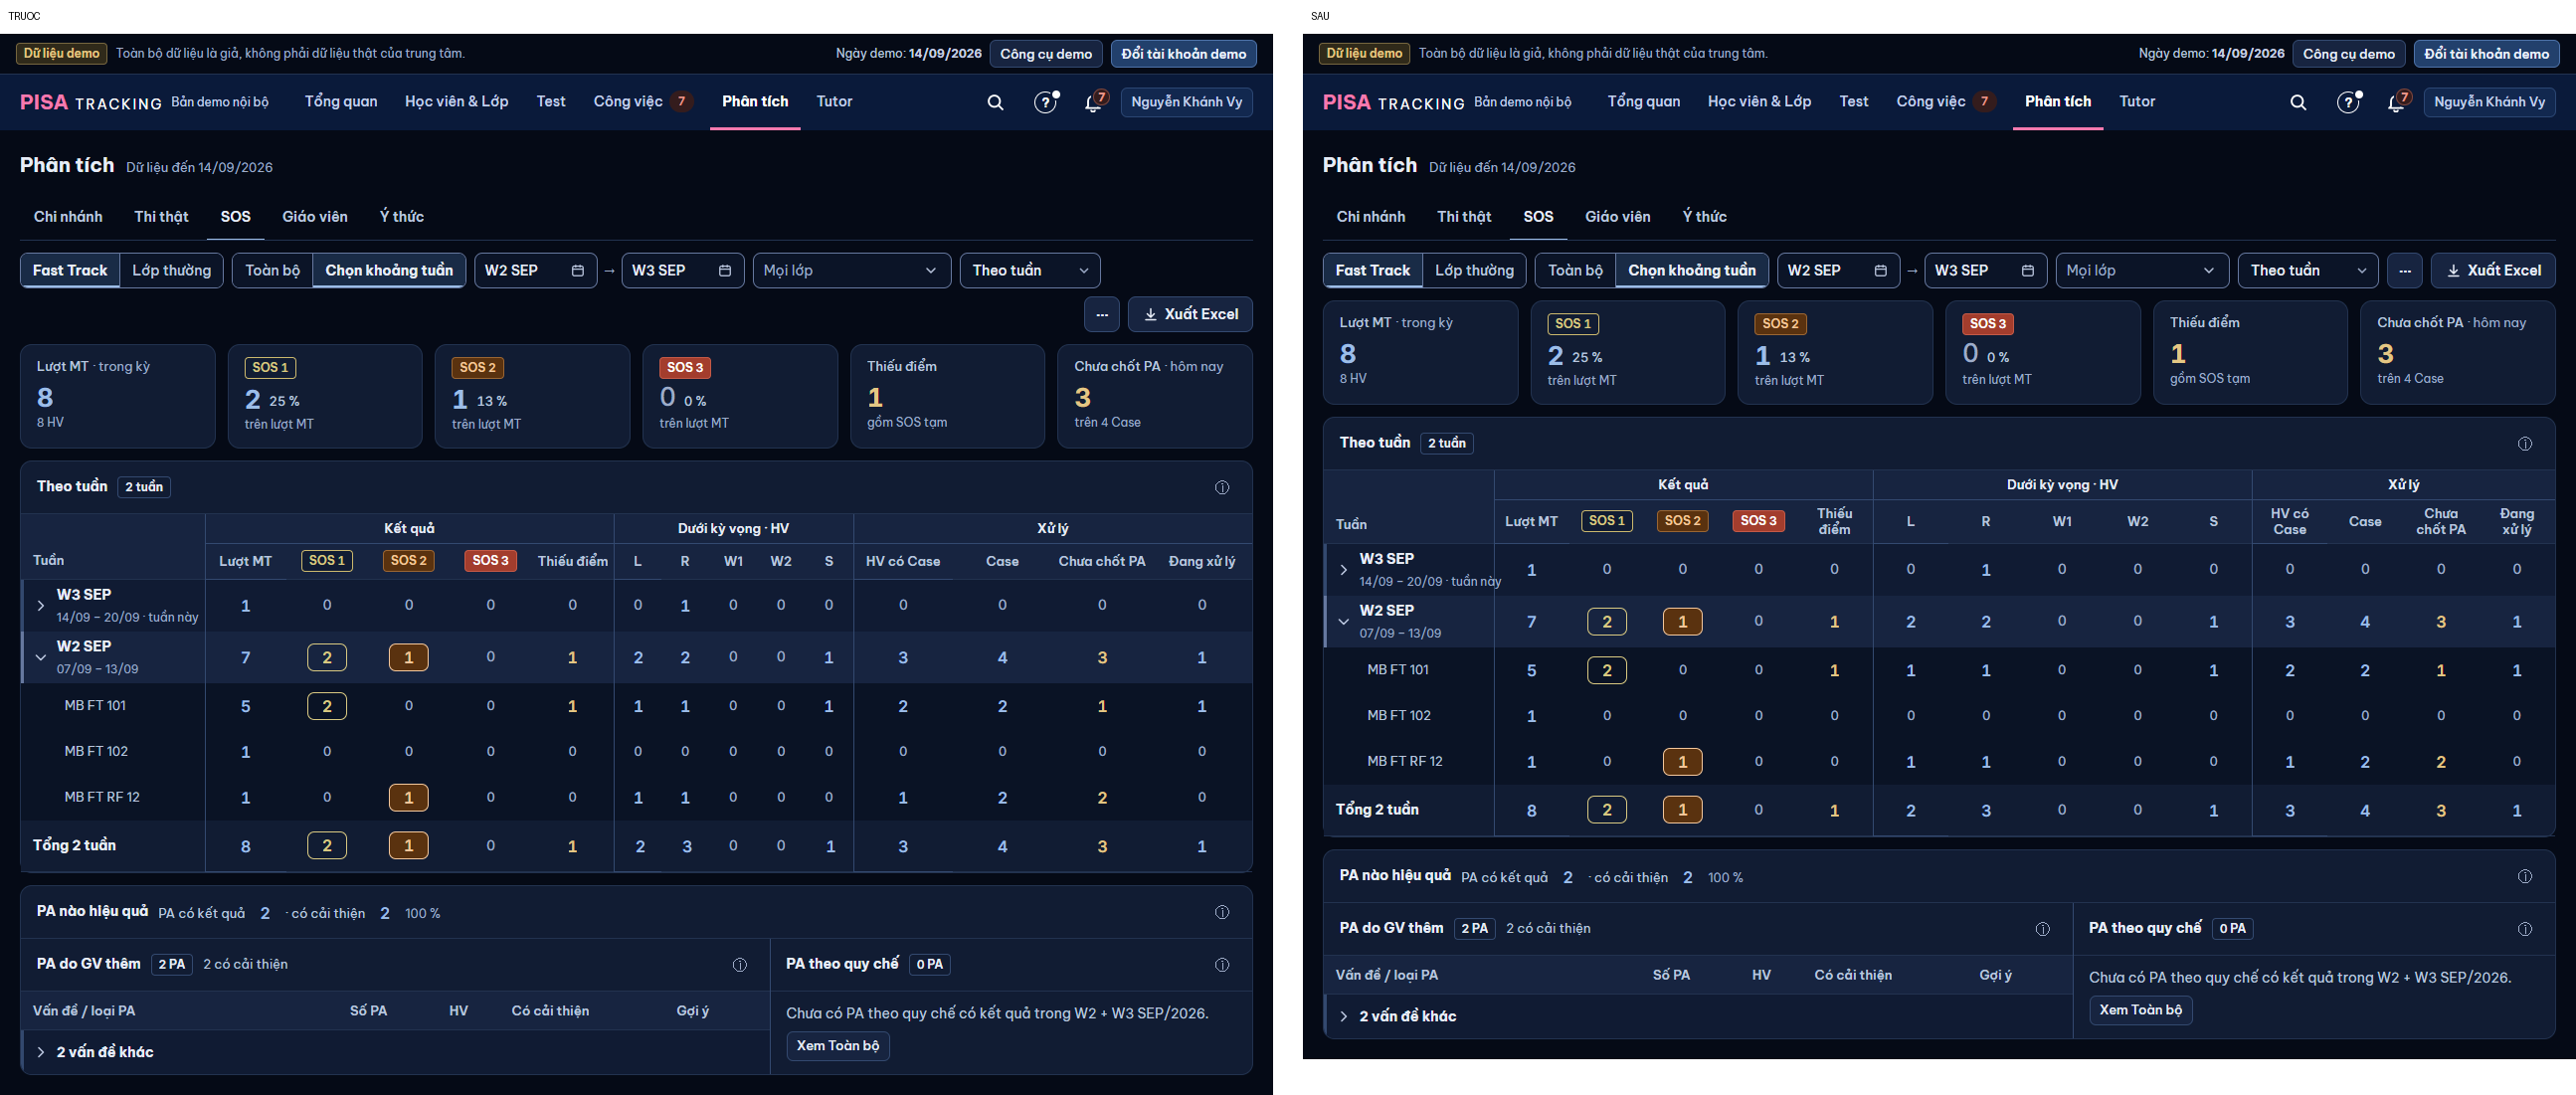 TRUOC
Dữ liệu demo Toàn bộ dữ liệu là giả, không phải dữ liệu thật của trung tâm. Ngày demo: 14/09/2026 Công cụ demo Đổi tài khoản demo
PISA TRACKING Bản demo nội bộ Tổng quan Học viên & Lớp Test Công việc 7 Phân tích Tutor ? 7 Nguyễn Khánh Vy
Phân tích Dữ liệu đến 14/09/2026
Chi nhánh Thi thật SOS Giáo viên Ý thức
Fast Track Lớp thường Toàn bộ Chọn khoảng tuần W2 SEP → W3 SEP Mọi lớp Theo tuần
... Xuất Excel
Lượt MT · trong kỳ SOS 1 SOS 2 SOS 3 Thiếu điểm Chưa chốt PA · hôm nay
8 2 25 % 1 13 % 0 0 % 1 3
8 HV trên lượt MT trên lượt MT trên lượt MT gồm SOS tạm trên 4 Case
Theo tuần 2 tuần
Kết quả Dưới kỳ vọng · HV Xử lý
Tuần Lượt MT SOS 1 SOS 2 SOS 3 Thiếu điểm L R W1 W2 S HV có Case Case Chưa chốt PA Đang xử lý
W3 SEP
14/09 – 20/09 · tuần này 1 0 0 0 0 0 1 0 0 0 0 0 0 0
W2 SEP
07/09 – 13/09 7 2 1 0 1 2 2 0 0 1 3 4 3 1
MB FT 101 5 2 0 0 1 1 1 0 0 1 2 2 1 1
MB FT 102 1 0 0 0 0 0 0 0 0 0 0 0 0 0
MB FT RF 12 1 0 1 0 0 1 1 0 0 0 1 2 2 0
Tổng 2 tuần 8 2 1 0 1 2 3 0 0 1 3 4 3 1
PA nào hiệu quả PA có kết quả 2 · có cải thiện 2 100 %
PA do GV thêm 2 PA 2 có cải thiện PA theo quy chế 0 PA
Vấn đề / loại PA Số PA HV Có cải thiện Gợi ý
Chưa có PA theo quy chế có kết quả trong W2 + W3 SEP/2026.
2 vấn đề khác Xem Toàn bộ
SAU
Dữ liệu demo Toàn bộ dữ liệu là giả, không phải dữ liệu thật của trung tâm. Ngày demo: 14/09/2026 Công cụ demo Đổi tài khoản demo
PISA TRACKING Bản demo nội bộ Tổng quan Học viên & Lớp Test Công việc 7 Phân tích Tutor ? 7 Nguyễn Khánh Vy
Phân tích Dữ liệu đến 14/09/2026
Chi nhánh Thi thật SOS Giáo viên Ý thức
Fast Track Lớp thường Toàn bộ Chọn khoảng tuần W2 SEP → W3 SEP Mọi lớp Theo tuần ... Xuất Excel
Lượt MT · trong kỳ SOS 1 SOS 2 SOS 3 Thiếu điểm Chưa chốt PA · hôm nay
8 2 25 % 1 13 % 0 0 % 1 3
8 HV trên lượt MT trên lượt MT trên lượt MT gồm SOS tạm trên 4 Case
Theo tuần 2 tuần
Kết quả Dưới kỳ vọng · HV Xử lý
Tuần Lượt MT SOS 1 SOS 2 SOS 3 Thiếu điểm L R W1 W2 S HV có Case Case Chưa chốt PA Đang xử lý
W3 SEP
14/09 – 20/09 · tuần này 1 0 0 0 0 0 1 0 0 0 0 0 0 0
W2 SEP
07/09 – 13/09 7 2 1 0 1 2 2 0 0 1 3 4 3 1
MB FT 101 5 2 0 0 1 1 1 0 0 1 2 2 1 1
MB FT 102 1 0 0 0 0 0 0 0 0 0 0 0 0 0
MB FT RF 12 1 0 1 0 0 1 1 0 0 0 1 2 2 0
Tổng 2 tuần 8 2 1 0 1 2 3 0 0 1 3 4 3 1
PA nào hiệu quả PA có kết quả 2 · có cải thiện 2 100 %
PA do GV thêm 2 PA 2 có cải thiện PA theo quy chế 0 PA
Vấn đề / loại PA Số PA HV Có cải thiện Gợi ý
Chưa có PA theo quy chế có kết quả trong W2 + W3 SEP/2026.
2 vấn đề khác Xem Toàn bộ